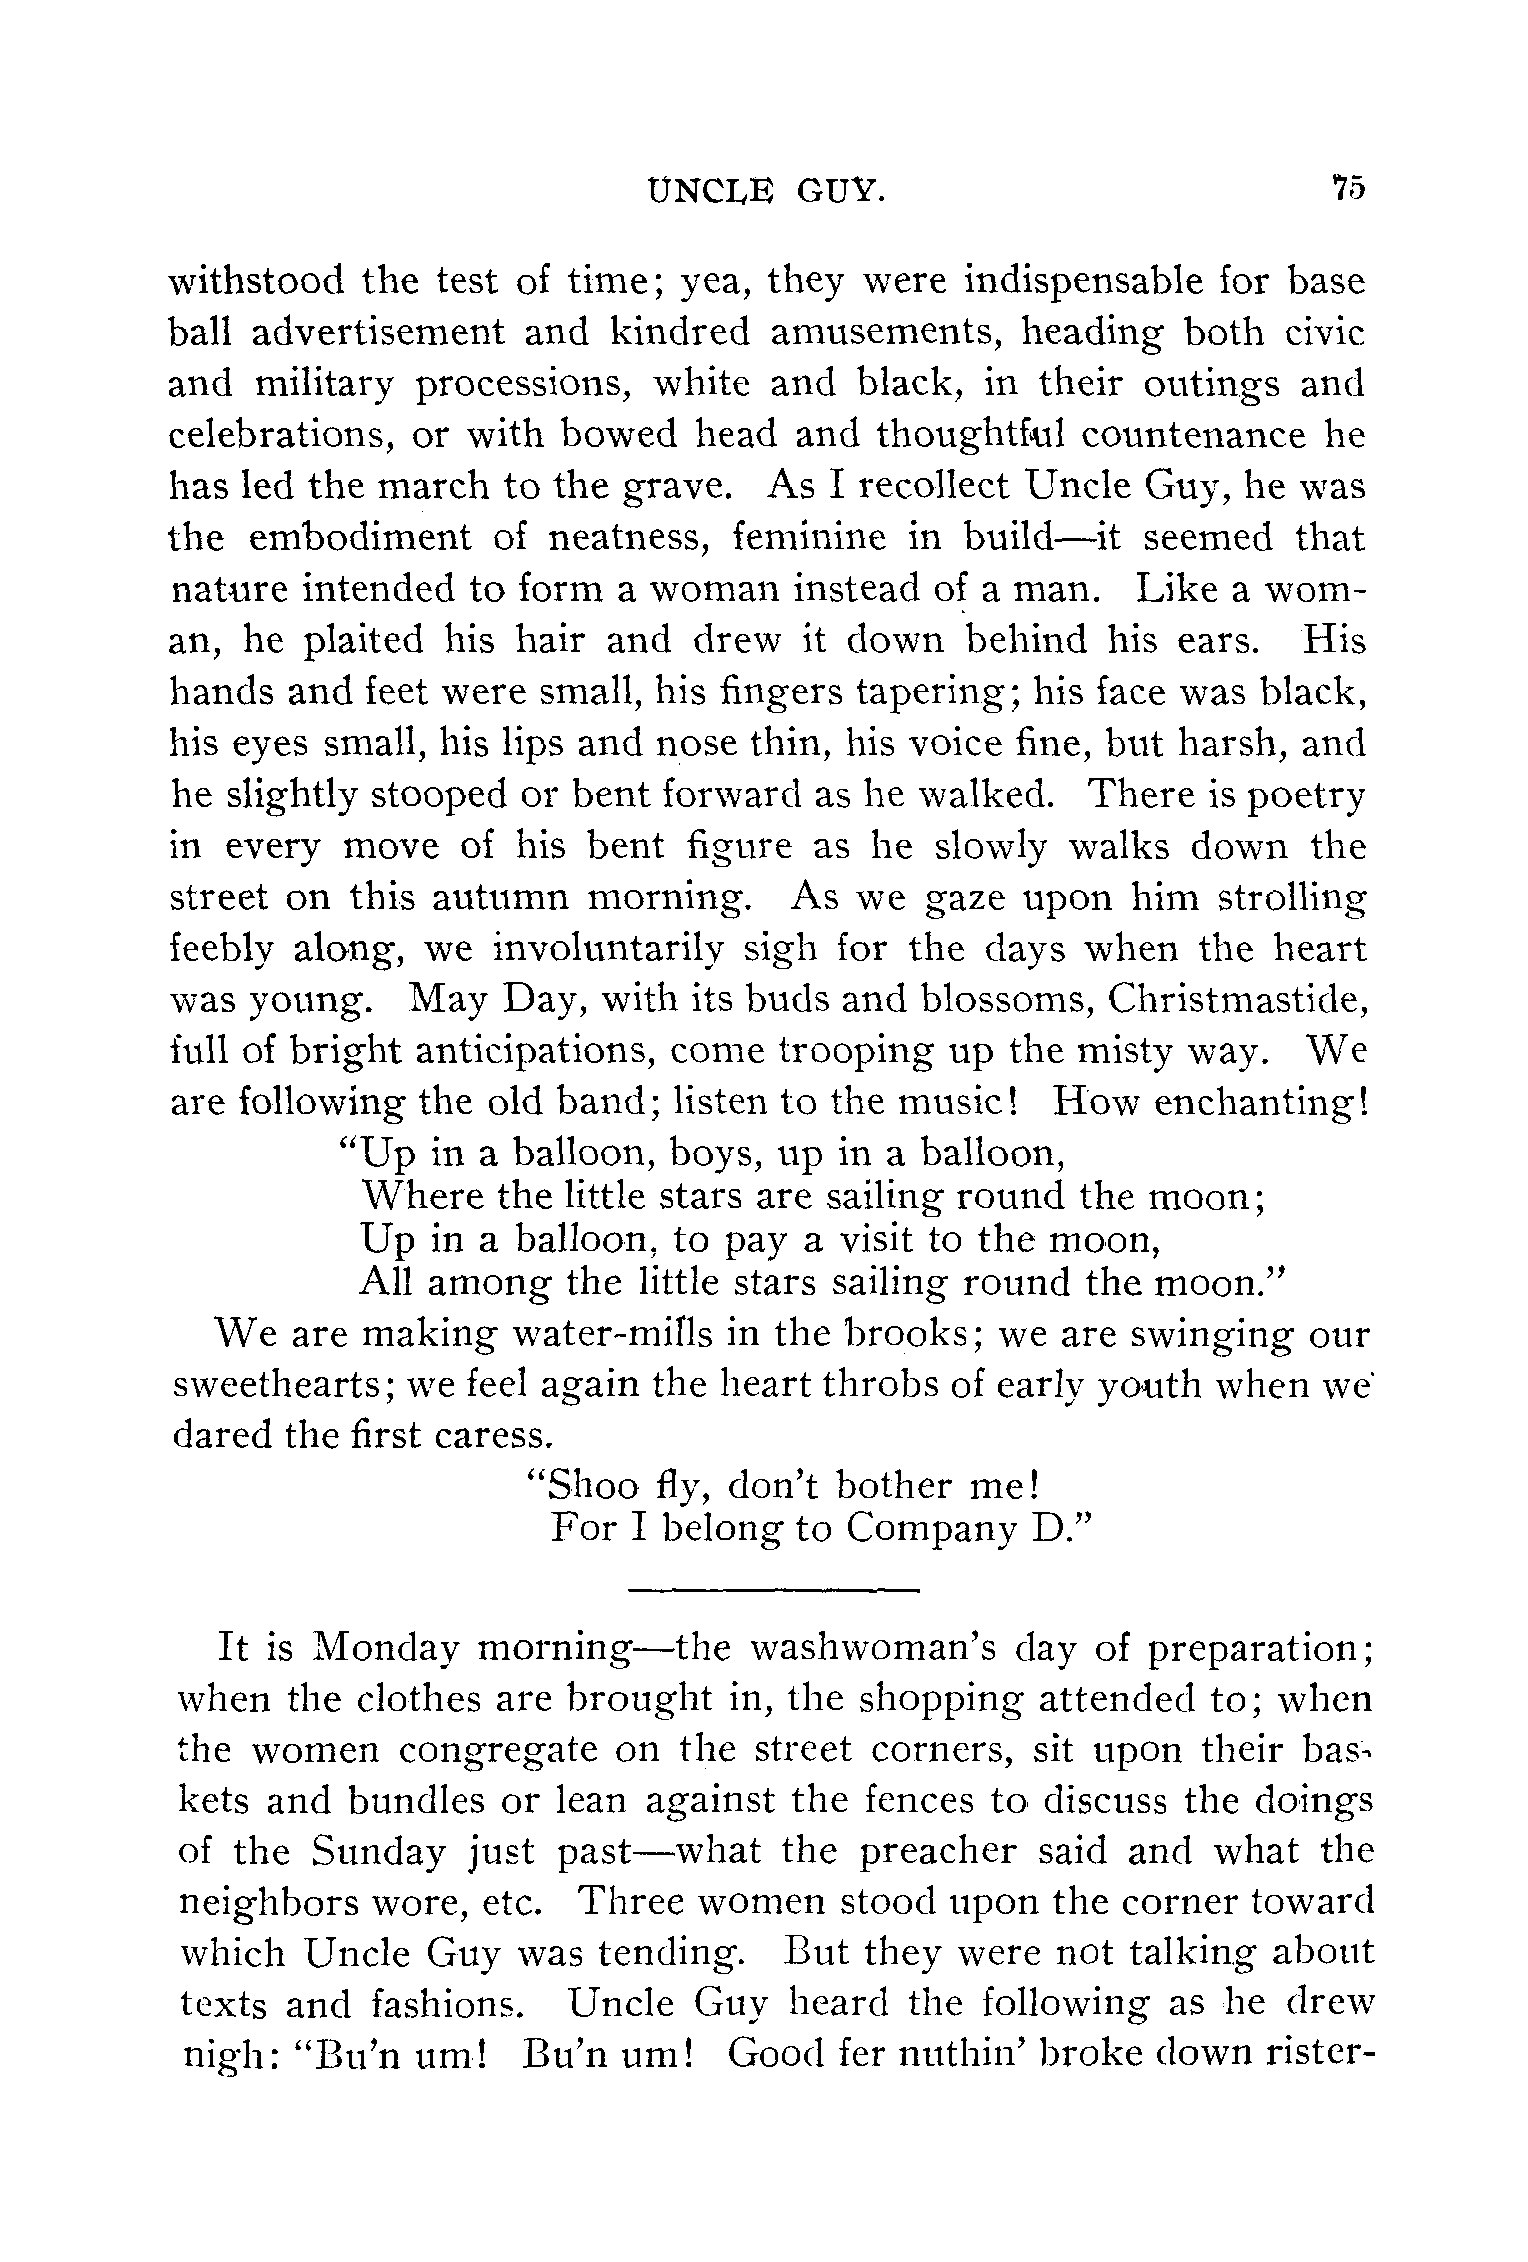 UNCLE GUY. 75
withstood the test of time; yea, they were indispensable for base
ball advertisement and kindred amusements, heading both civic
and military processions, white and black, in their outings and
celebrations, or with bowed head and thoughtful countenance he
has led the march to the grave. As I recollect Uncle Guy, he was
the embodiment of neatness, feminine in build—it seemed that
nature intended to form a woman instead of a man. Like a wom-
an, he plaited his hair and drew it down behind his ears. His
hands and feet were small, his fingers tapering; his face was black,
his eyes small, his lips and nose thin, his voice fine, but harsh, and
he slightly stooped or bent forward as he walked. There is poetry
in every move of his bent figure as he slowly walks down the
street on this autumn morning. As we gaze upon him strolling
feebly along, we involuntarily sigh for the days when the heart
was young. May Day, with its buds and blossoms, Christmastide,
full of bright anticipations, come trooping up the misty way. We
are following the old band; listen to the music! How enchanting!
"Up in a balloon, boys, up in a balloon,
Where the little stars are sailing round the moon;
Up in a balloon, to pay a visit to the moon,
All among the little stars sailing round the moon."
We are making water-mills in the brooks; we are swinging our
sweethearts; we feel again the heart throbs of early youth when we
dared the first caress.
"Shoo fly, don't bother me!
For I belong to Company D."
It is Monday morning—the washwoman's day of preparation;
when the clothes are brought in, the shopping attended to; when
the women congregate on the street corners, sit upon their bas-
kets and bundles or lean against the fences to discuss the doings
of the Sunday just past—what the preacher said and what the
neighbors wore, etc. Three women stood upon the corner toward
which Uncle Guy was tending. But they were not talking about
texts and fashions. Uncle Guy heard the following as he drew
nigh: "Bu'n um! Bu'n um! Good fer nuthin' broke down rister-